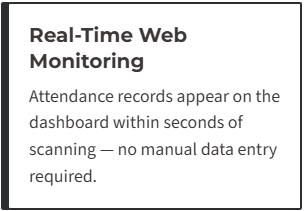 Real-Time Web
Monitoring
Attendance records appear on the
dashboard within seconds of
scanning — no manual data entry
required.